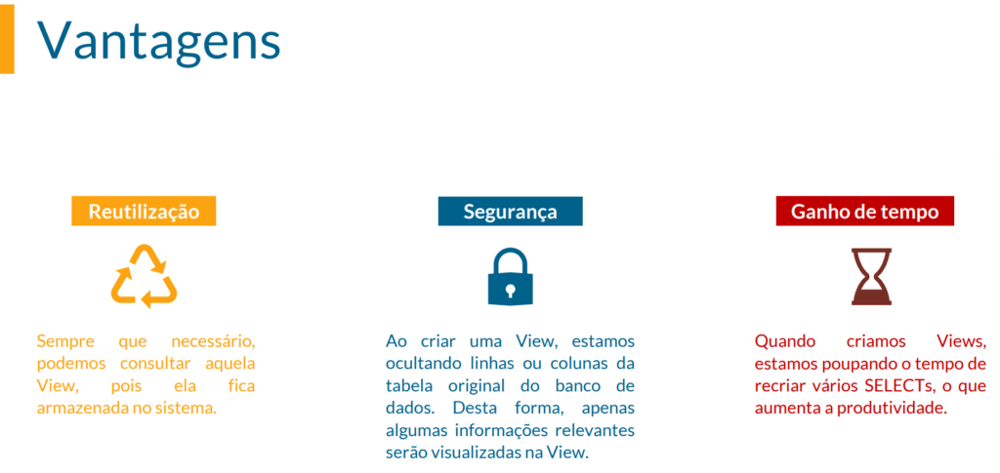 Vantagens
Reutilização
Sempre que necessário,
podemos consultar aquela
View, pois ela fica
armazenada no sistema.
Segurança
Ao criar uma View, estamos
ocultando linhas ou colunas da
tabela original do banco de
dados. Desta forma, apenas
algumas informações relevantes
serão visualizadas na View.
Ganho de tempo
Quando criamos Views,
estamos poupando o tempo de
recriar vários SELECTs, o que
aumenta a produtividade.